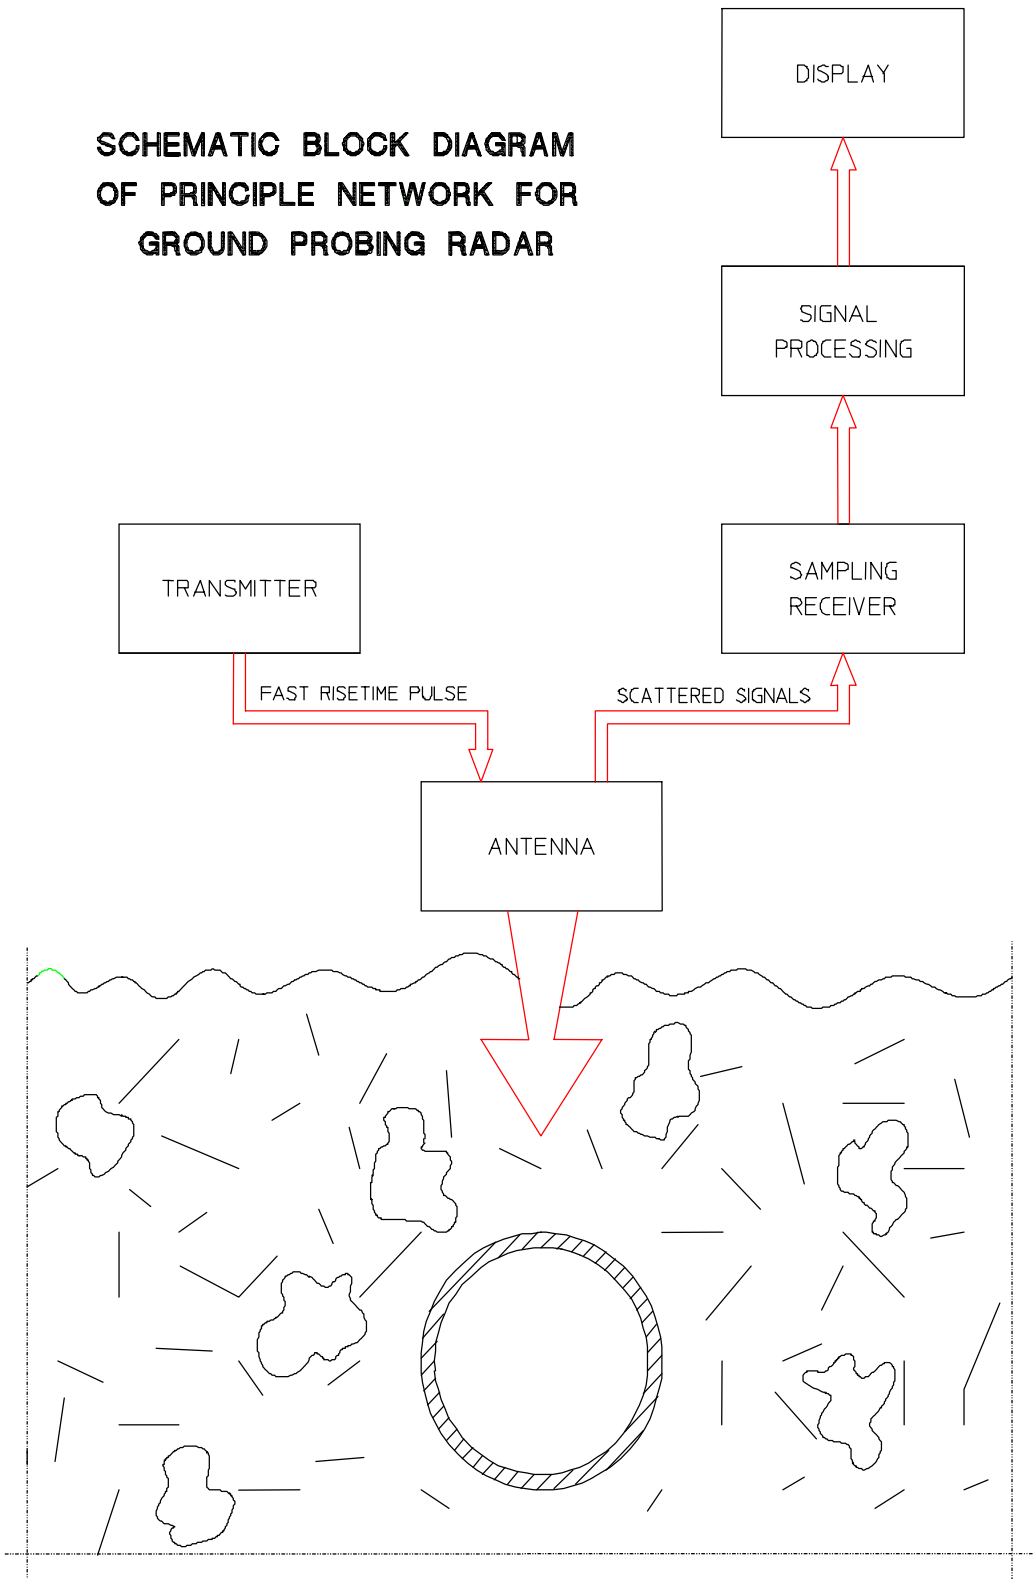 SCHEMATIC BLOCK DIAGRAM
OF PRINCIPLE NETWORK FOR
GROUND PROBING RADAR
DISPLAY
SIGNAL
PROCESSING
SAMPLING
RECEIVER
TRANSMITTER
FAST RISETIME PULSE
SCATTERED SIGNALS
ANTENNA